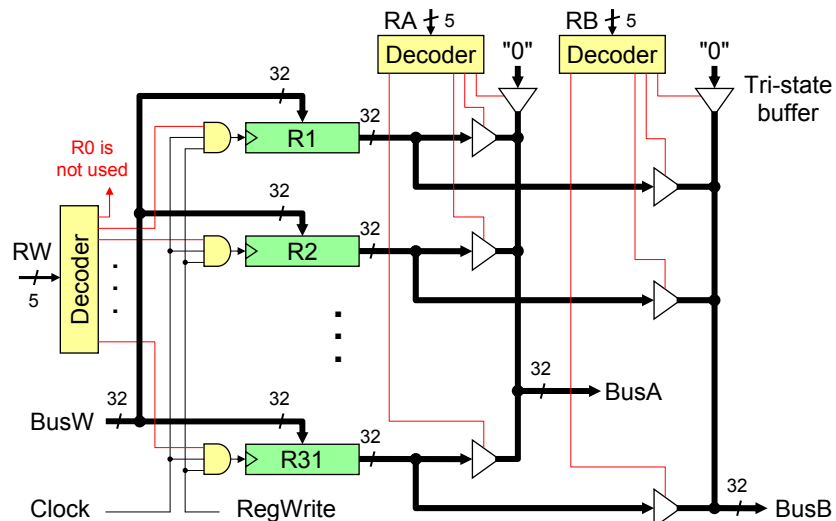 RA 5
RB 5
Decoder
"0"
Decoder
"0"
Tri-state
buffer
32
R1
32
R0 is
not used
32
R2
32
RW
5
Decoder
. . .
. . .
BusW 32
32
R31
32
32
BusA
Clock
RegWrite
32
BusB